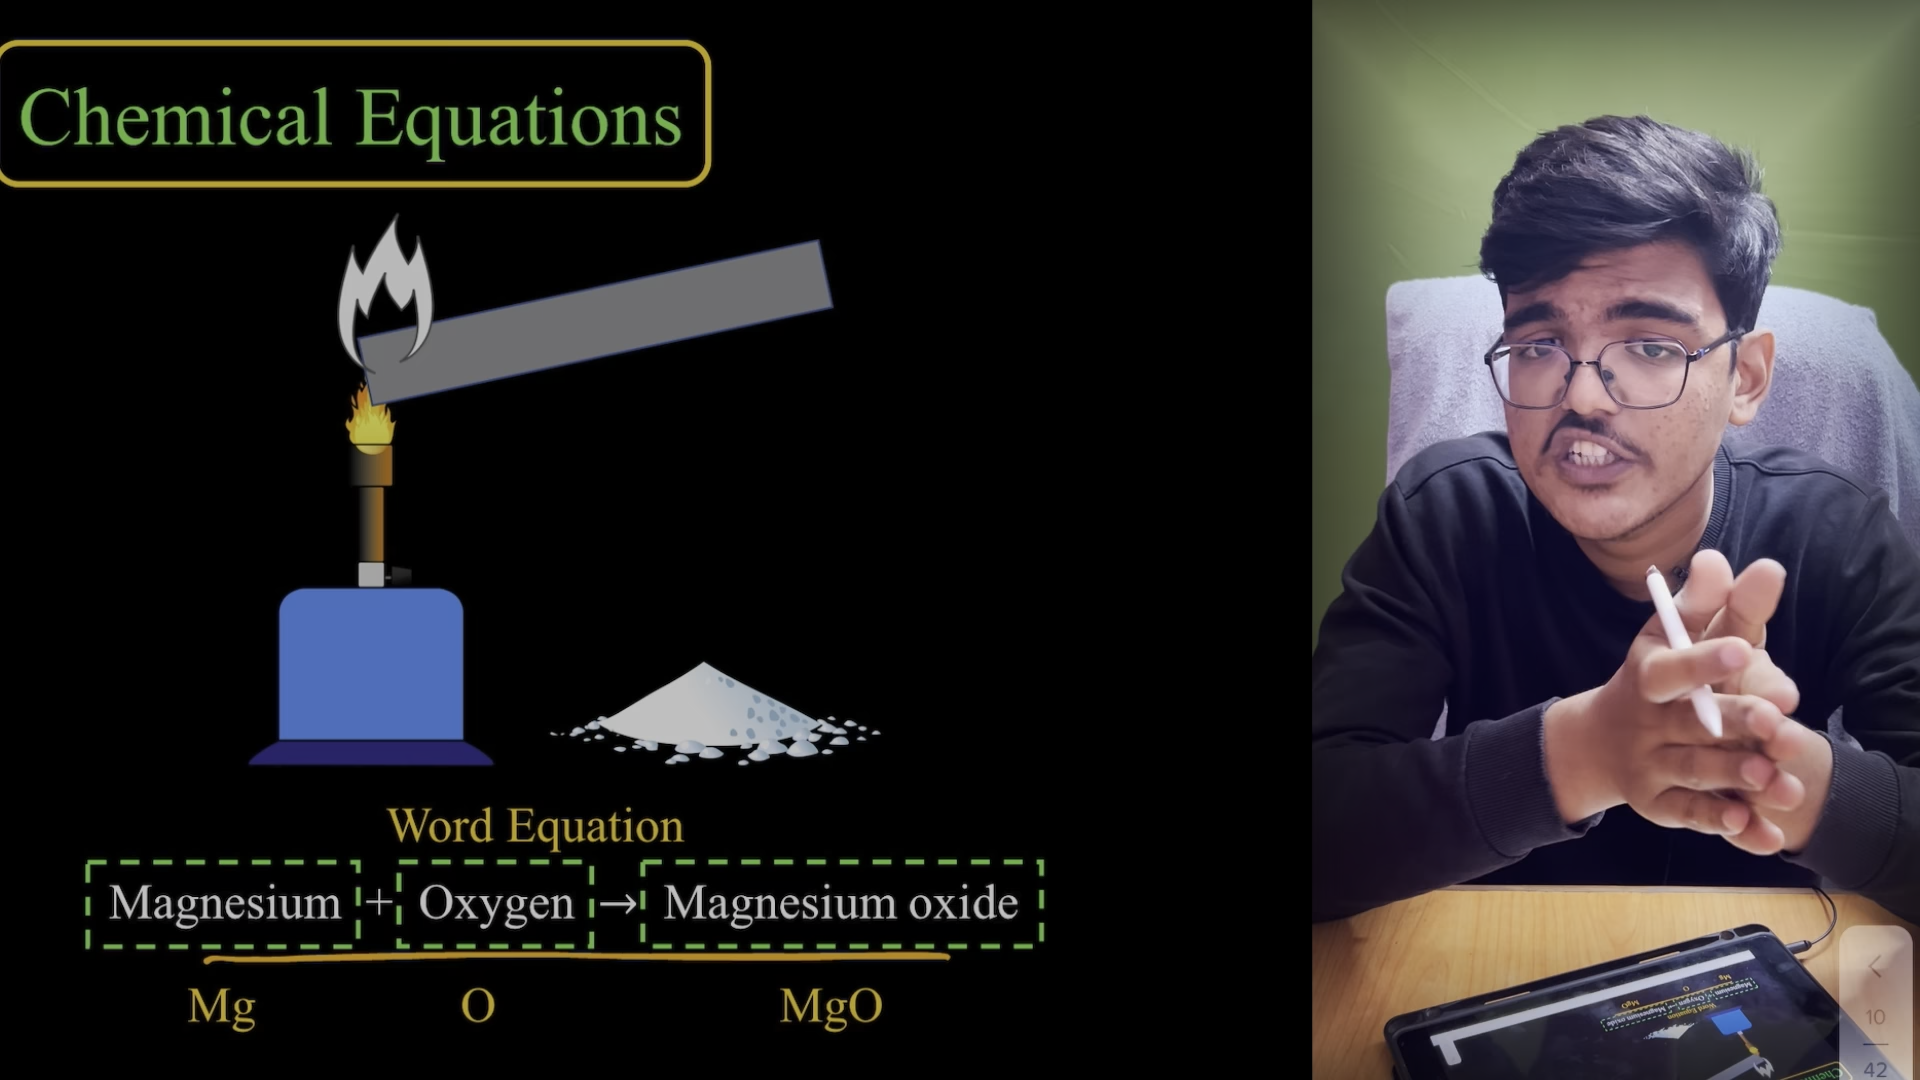 Chemical Equations
Word Equation
Magnesium + Oxygen → Magnesium oxide
Mg O MgO
10
42